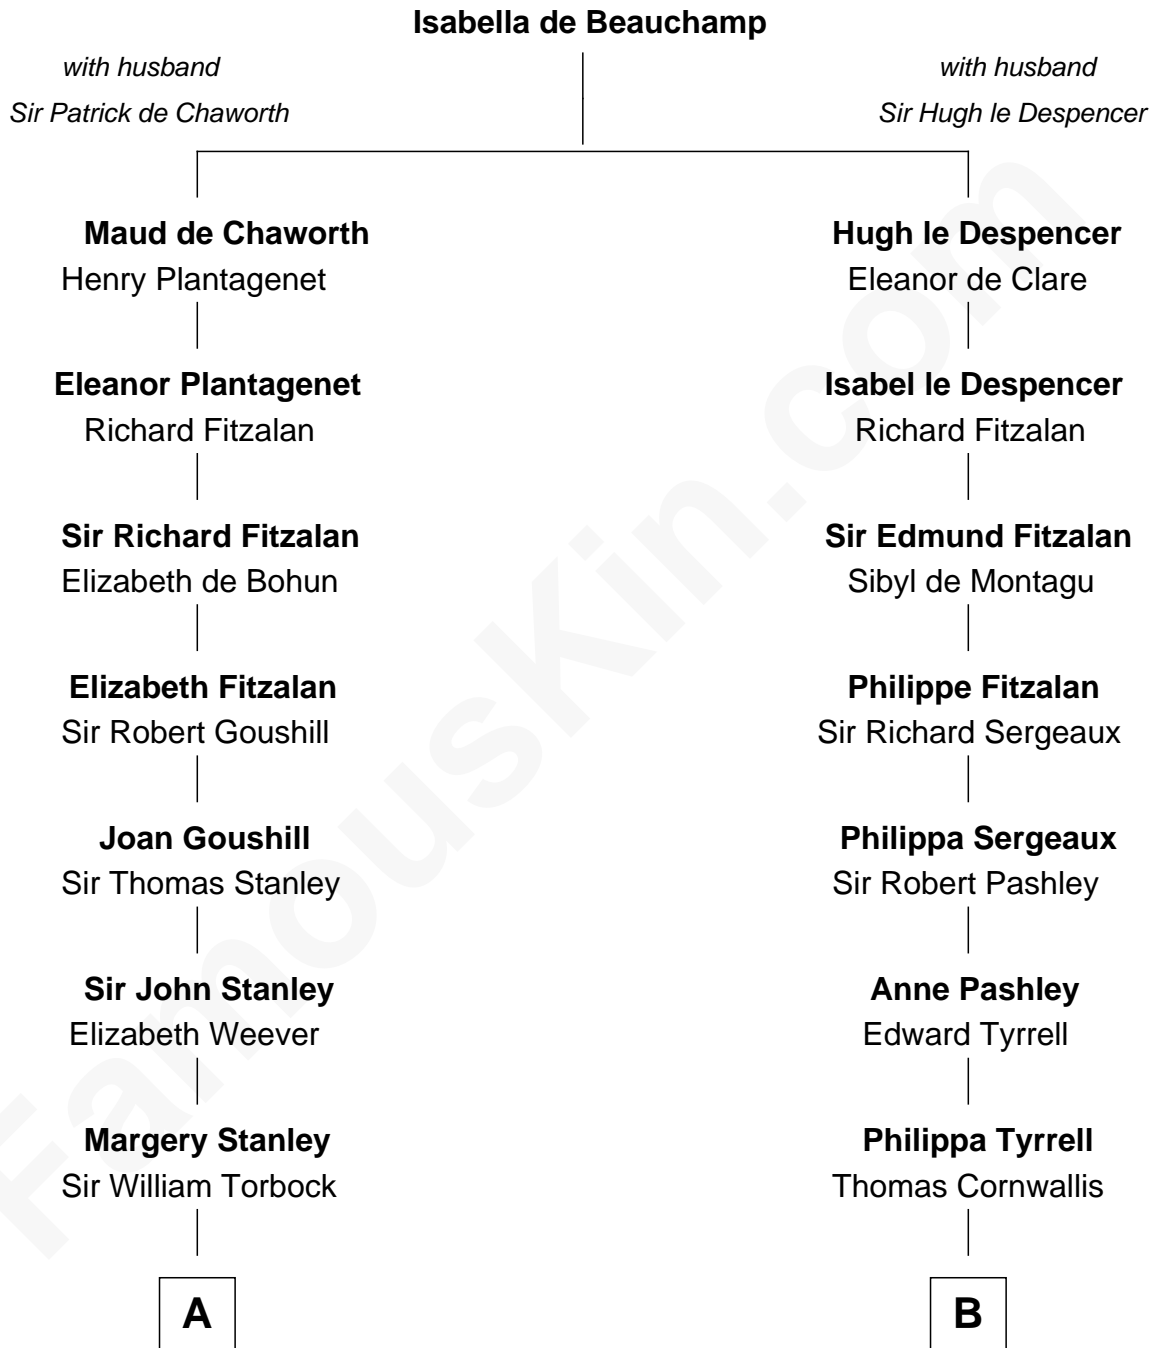 Isabella de Beauchamp
with husband
Sir Patrick de Chaworth
with husband
Sir Hugh le Despencer
Maud de Chaworth
Henry Plantagenet
Hugh le Despencer
Eleanor de Clare
Eleanor Plantagenet
Richard Fitzalan
Isabel le Despencer
Richard Fitzalan
Sir Richard Fitzalan
Elizabeth de Bohun
Sir Edmund Fitzalan
Sibyl de Montagu
Elizabeth Fitzalan
Sir Robert Goushill
Philippe Fitzalan
Sir Richard Sergeaux
Joan Goushill
Sir Thomas Stanley
Philippa Sergeaux
Sir Robert Pashley
Sir John Stanley
Elizabeth Weever
Anne Pashley
Edward Tyrrell
Margery Stanley
Sir William Torbock
Philippa Tyrrell
Thomas Cornwallis
A
B
FamousKin.com